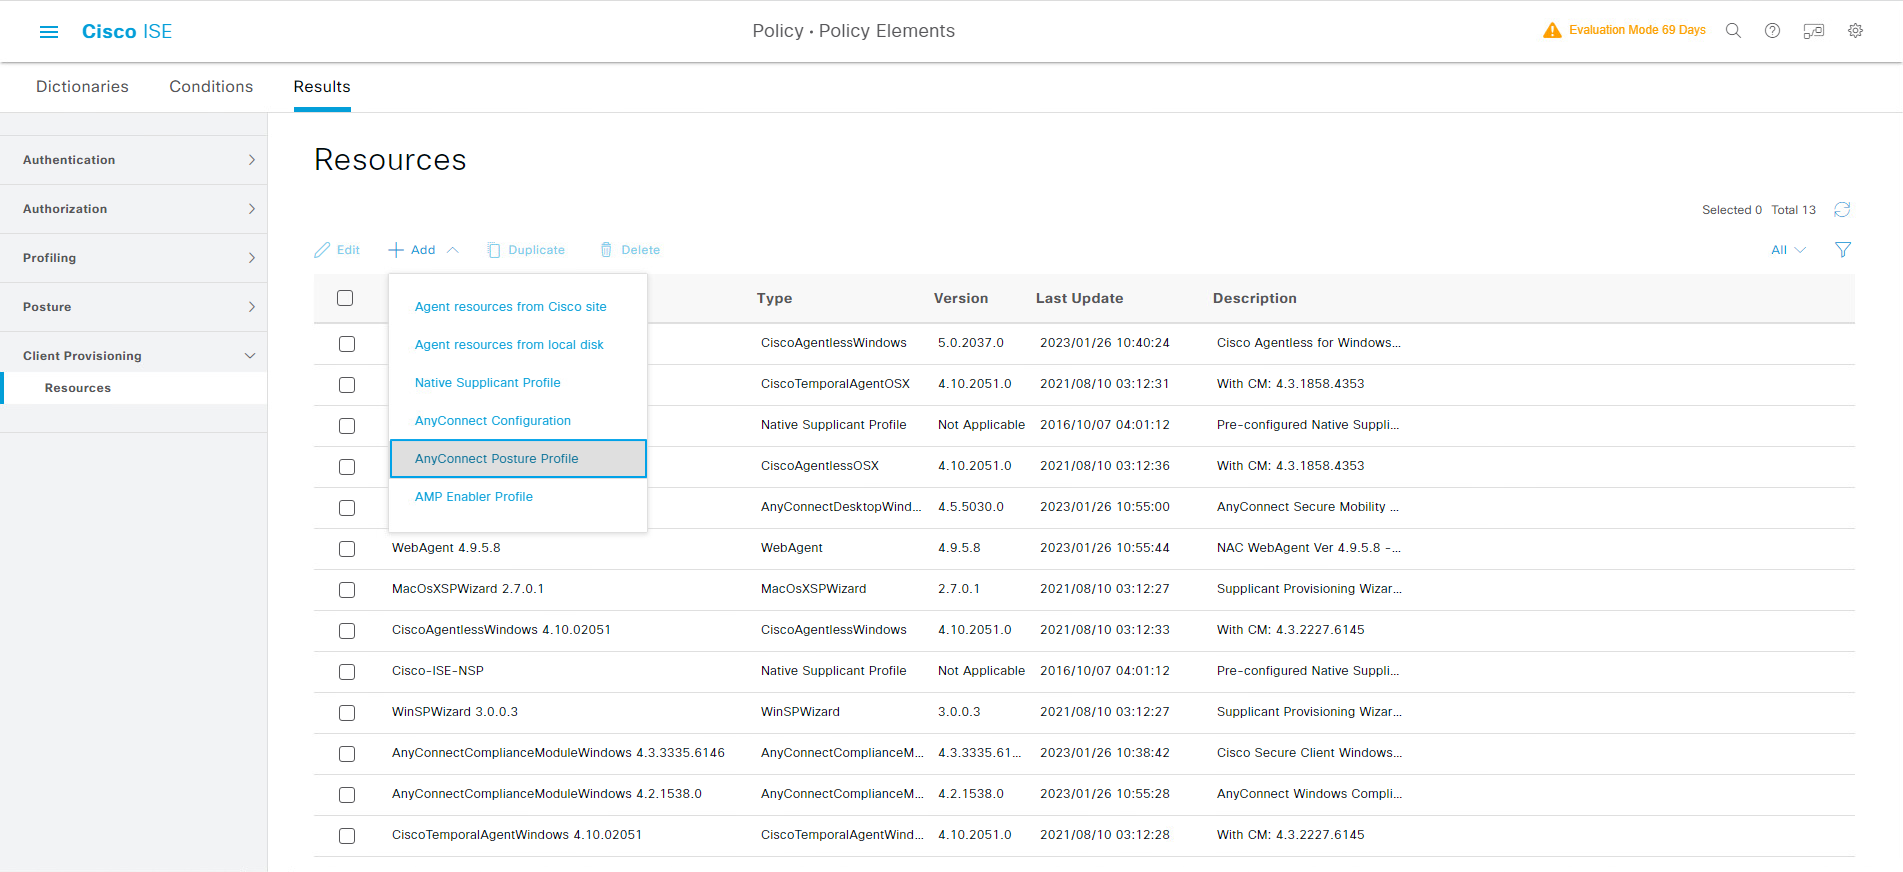 Cisco ISE
Policy · Policy Elements
Evaluation Mode 69 Days
Dictionaries Conditions Results
Authentication
Authorization
Profiling
Posture
Client Provisioning
Resources
Resources
Selected 0 Total 13
Edit Add Duplicate Delete All
Agent resources from Cisco site
Agent resources from local disk
Native Supplicant Profile
AnyConnect Configuration
AnyConnect Posture Profile
AMP Enabler Profile
Type Version Last Update Description
CiscoAgentlessWindows 5.0.2037.0 2023/01/26 10:40:24 Cisco Agentless for Windows...
CiscoTemporalAgentOSX 4.10.2051.0 2021/08/10 03:12:31 With CM: 4.3.1858.4353
Native Supplicant Profile Not Applicable 2016/10/07 04:01:12 Pre-configured Native Suppli...
CiscoAgentlessOSX 4.10.2051.0 2021/08/10 03:12:36 With CM: 4.3.1858.4353
AnyConnectDesktopWind... 4.5.5030.0 2023/01/26 10:55:00 AnyConnect Secure Mobility ...
WebAgent 4.9.5.8 WebAgent 4.9.5.8 2023/01/26 10:55:44 NAC WebAgent Ver 4.9.5.8 -...
MacOsXSPWizard 2.7.0.1 MacOsXSPWizard 2.7.0.1 2021/08/10 03:12:27 Supplicant Provisioning Wizar...
CiscoAgentlessWindows 4.10.02051 CiscoAgentlessWindows 4.10.2051.0 2021/08/10 03:12:33 With CM: 4.3.2227.6145
Cisco-ISE-NSP Native Supplicant Profile Not Applicable 2016/10/07 04:01:12 Pre-configured Native Suppli...
WinSPWizard 3.0.0.3 WinSPWizard 3.0.0.3 2021/08/10 03:12:27 Supplicant Provisioning Wizar...
AnyConnectComplianceModuleWindows 4.3.3335.6146 AnyConnectComplianceM... 4.3.3335.61... 2023/01/26 10:38:42 Cisco Secure Client Windows...
AnyConnectComplianceModuleWindows 4.2.1538.0 AnyConnectComplianceM... 4.2.1538.0 2023/01/26 10:55:28 AnyConnect Windows Compli...
CiscoTemporalAgentWindows 4.10.02051 CiscoTemporalAgentWind... 4.10.2051.0 2021/08/10 03:12:28 With CM: 4.3.2227.6145